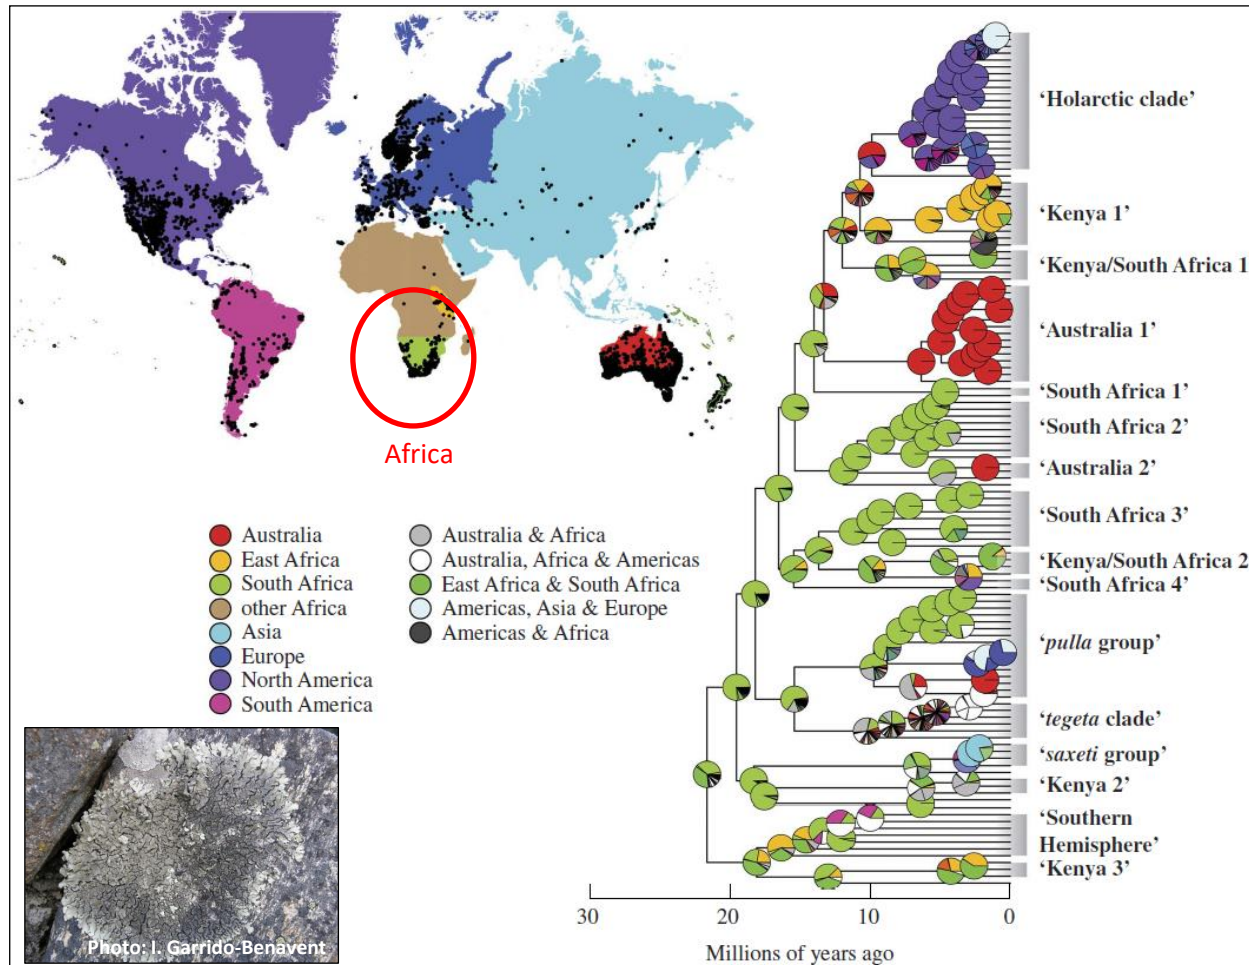 Africa
Australia
East Africa
South Africa
other Africa
Asia
Europe
North America
South America
Australia & Africa
Australia, Africa & Americas
East Africa & South Africa
Americas, Asia & Europe
Americas & Africa
‘Holarctic clade’
‘Kenya 1’
‘Kenya/South Africa 1
‘Australia 1’
‘South Africa 1’
‘South Africa 2’
‘Australia 2’
‘South Africa 3’
‘Kenya/South Africa 2
‘South Africa 4’
‘pulla group’
‘tegeta clade’
‘saxeti group’
‘Kenya 2’
‘Southern
Hemisphere’
‘Kenya 3’
30 20 10 0
Millions of years ago
Photo: I. Garrido-Benavent